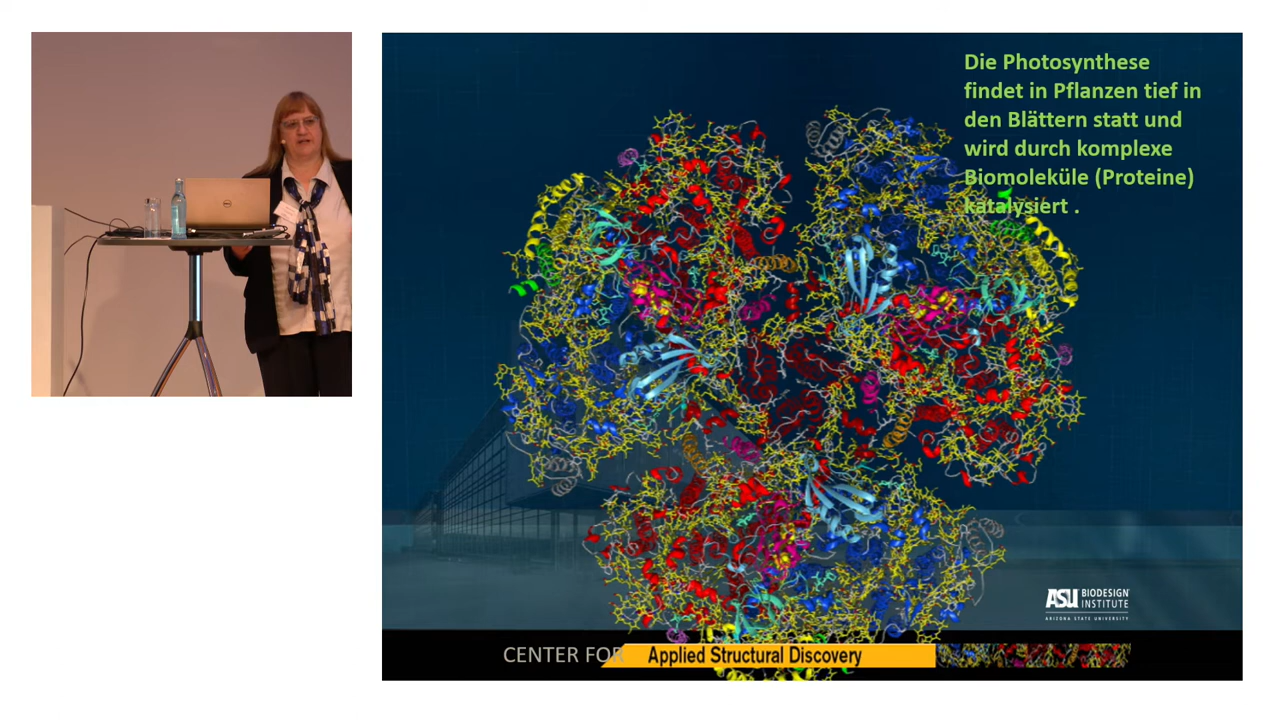 Die Photosynthese
findet in Pflanzen tief in
den Blättern statt und
wird durch komplexe
Biomoleküle (Proteine)
katalysiert .
ASU BIODESIGN
INSTITUTE
ARIZONA STATE UNIVERSITY
CENTER FOR Applied Structural Discovery